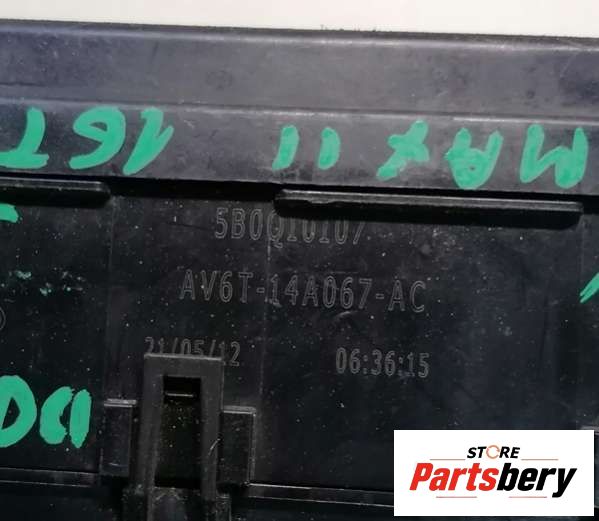 16T 11 MAX
5B0Q10107
AV6T-14A067-AC
21/05/12 06:36:15
STORE
Partsbery